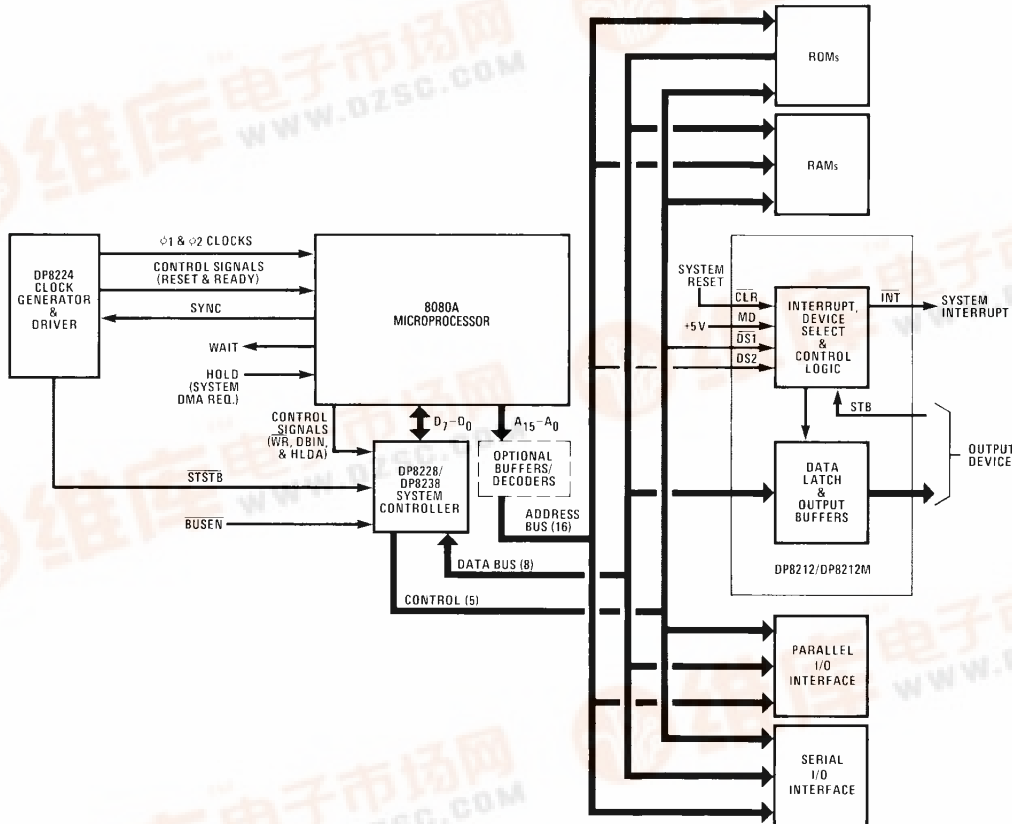 ROMs
RAMs
φ1 & φ2 CLOCKS
CONTROL SIGNALS
(RESET & READY)
SYNC
WAIT
HOLD
(SYSTEM
DMA REQ.)
DP8224
CLOCK
GENERATOR
&
DRIVER
8080A
MICROPROCESSOR
CONTROL
SIGNALS
(WR, DBIN,
& HLDA)
D7–D0
A15–A0
STSTB
BUSEN
DP8228/
DP8238
SYSTEM
CONTROLLER
OPTIONAL
BUFFERS/
DECODERS
ADDRESS
BUS (16)
DATA BUS (8)
CONTROL (5)
SYSTEM
RESET
CLR
+5V
MD
DS1
DS2
INTERRUPT,
DEVICE
SELECT
&
CONTROL
LOGIC
INT
SYSTEM
INTERRUPT
STB
DATA
LATCH
&
OUTPUT
BUFFERS
OUTPUT
DEVICE
DP8212/DP8212M
PARALLEL
I/O
INTERFACE
SERIAL
I/O
INTERFACE
维库电子市场网
WWW.DZSC.COM